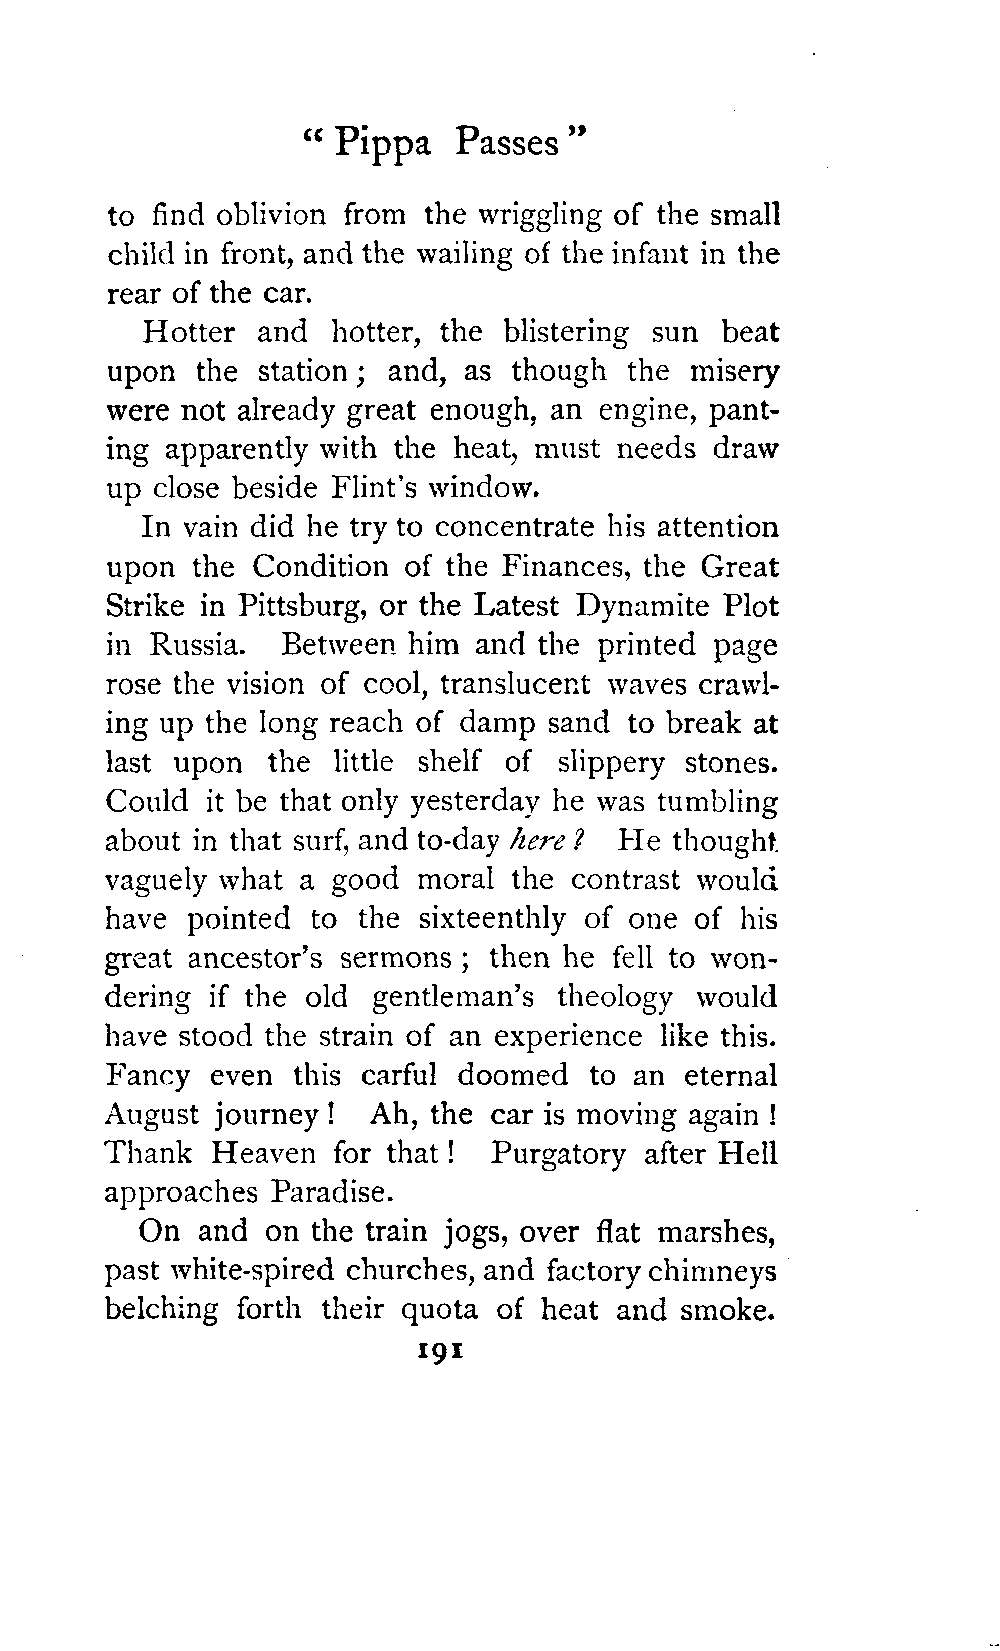 “ Pippa Passes ”
to find oblivion from the wriggling of the small
child in front, and the wailing of the infant in the
rear of the car.
Hotter and hotter, the blistering sun beat
upon the station ; and, as though the misery
were not already great enough, an engine, pant-
ing apparently with the heat, must needs draw
up close beside Flint's window.
In vain did he try to concentrate his attention
upon the Condition of the Finances, the Great
Strike in Pittsburg, or the Latest Dynamite Plot
in Russia. Between him and the printed page
rose the vision of cool, translucent waves crawl-
ing up the long reach of damp sand to break at
last upon the little shelf of slippery stones.
Could it be that only yesterday he was tumbling
about in that surf, and to-day here ? He thought
vaguely what a good moral the contrast would
have pointed to the sixteenthly of one of his
great ancestor's sermons ; then he fell to won-
dering if the old gentleman's theology would
have stood the strain of an experience like this.
Fancy even this carful doomed to an eternal
August journey ! Ah, the car is moving again !
Thank Heaven for that ! Purgatory after Hell
approaches Paradise.
On and on the train jogs, over flat marshes,
past white-spired churches, and factory chimneys
belching forth their quota of heat and smoke.
191